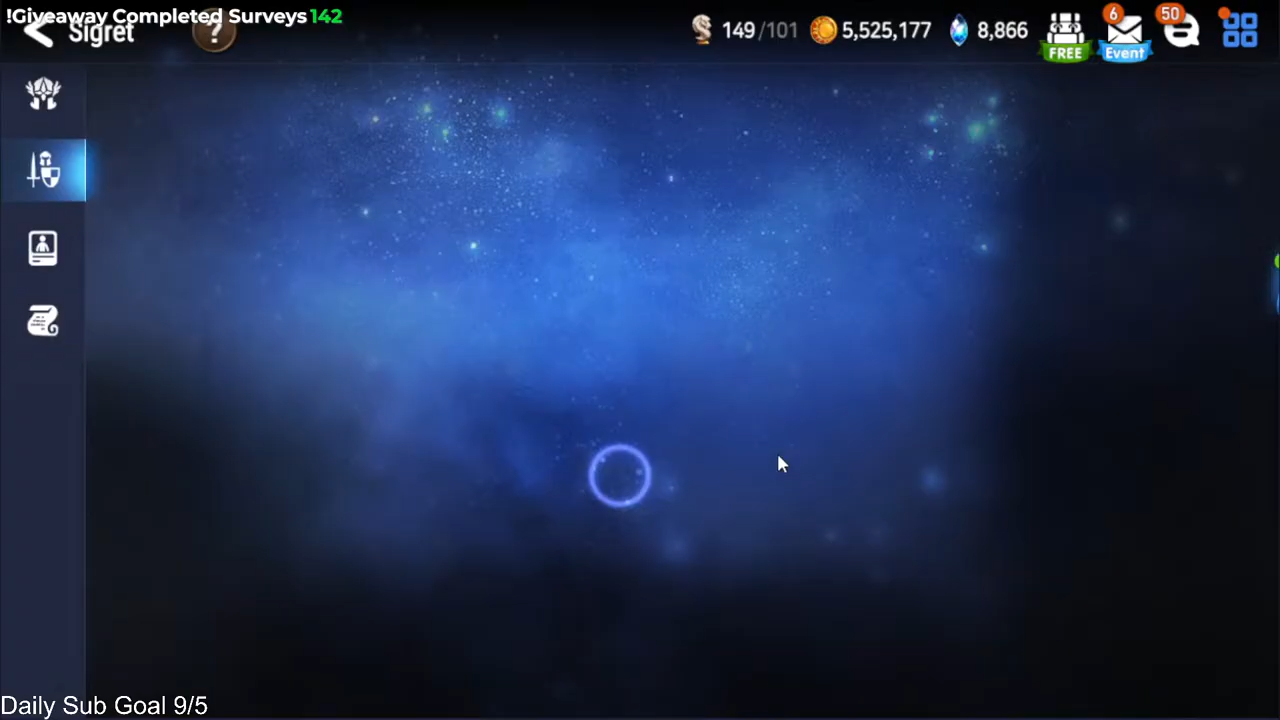 !Giveaway Completed Surveys 142
Sigret
?
149/101
5,525,177
8,866
FREE
6
Event
50
Daily Sub Goal 9/5